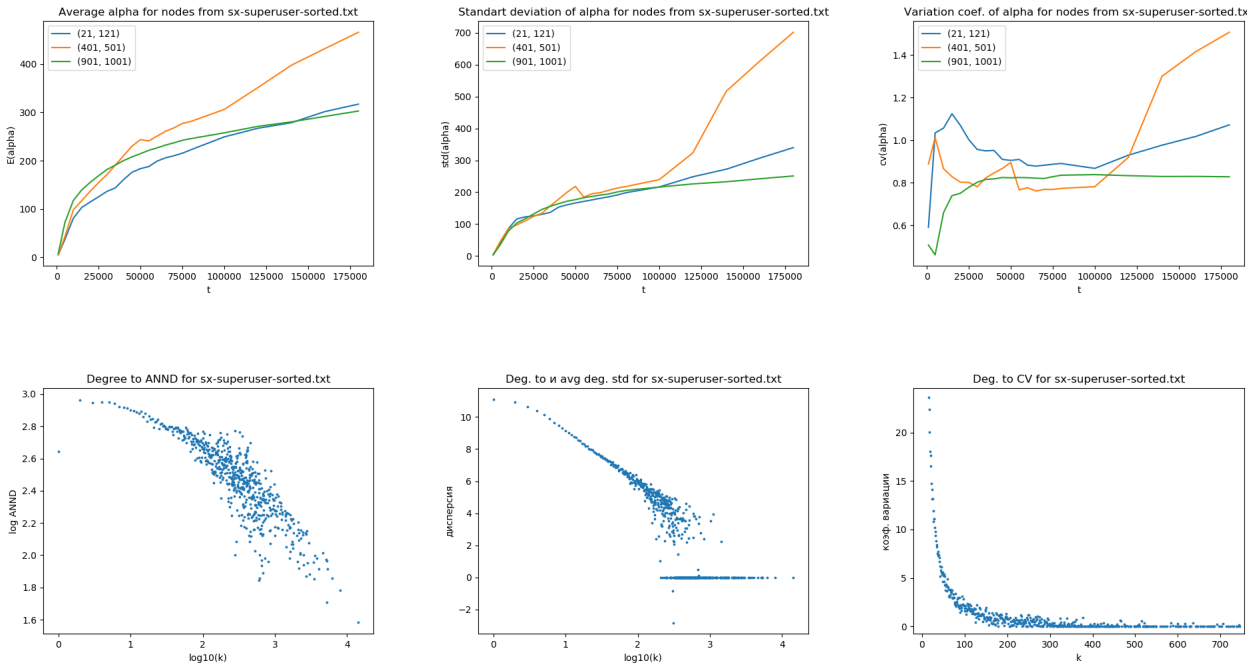 Average alpha for nodes from sx-superuser-sorted.txt
(21, 121)
(401, 501)
(901, 1001)
E(alpha)
400
300
200
100
0
0 25000 50000 75000 100000 125000 150000 175000
t
Standart deviation of alpha for nodes from sx-superuser-sorted.txt
(21, 121)
(401, 501)
(901, 1001)
std(alpha)
700
600
500
400
300
200
100
0
0 25000 50000 75000 100000 125000 150000 175000
t
Variation coef. of alpha for nodes from sx-superuser-sorted.txt
(21, 121)
(401, 501)
(901, 1001)
cv(alpha)
1.4
1.2
1.0
0.8
0.6
0 25000 50000 75000 100000 125000 150000 175000
t
Degree to ANND for sx-superuser-sorted.txt
log ANND
3.0
2.8
2.6
2.4
2.2
2.0
1.8
1.6
0 1 2 3 4
log10(k)
Deg. to и avg deg. std for sx-superuser-sorted.txt
дисперсия
10
8
6
4
2
0
−2
0 1 2 3 4
log10(k)
Deg. to CV for sx-superuser-sorted.txt
коэф. вариации
20
15
10
5
0
0 100 200 300 400 500 600 700
k